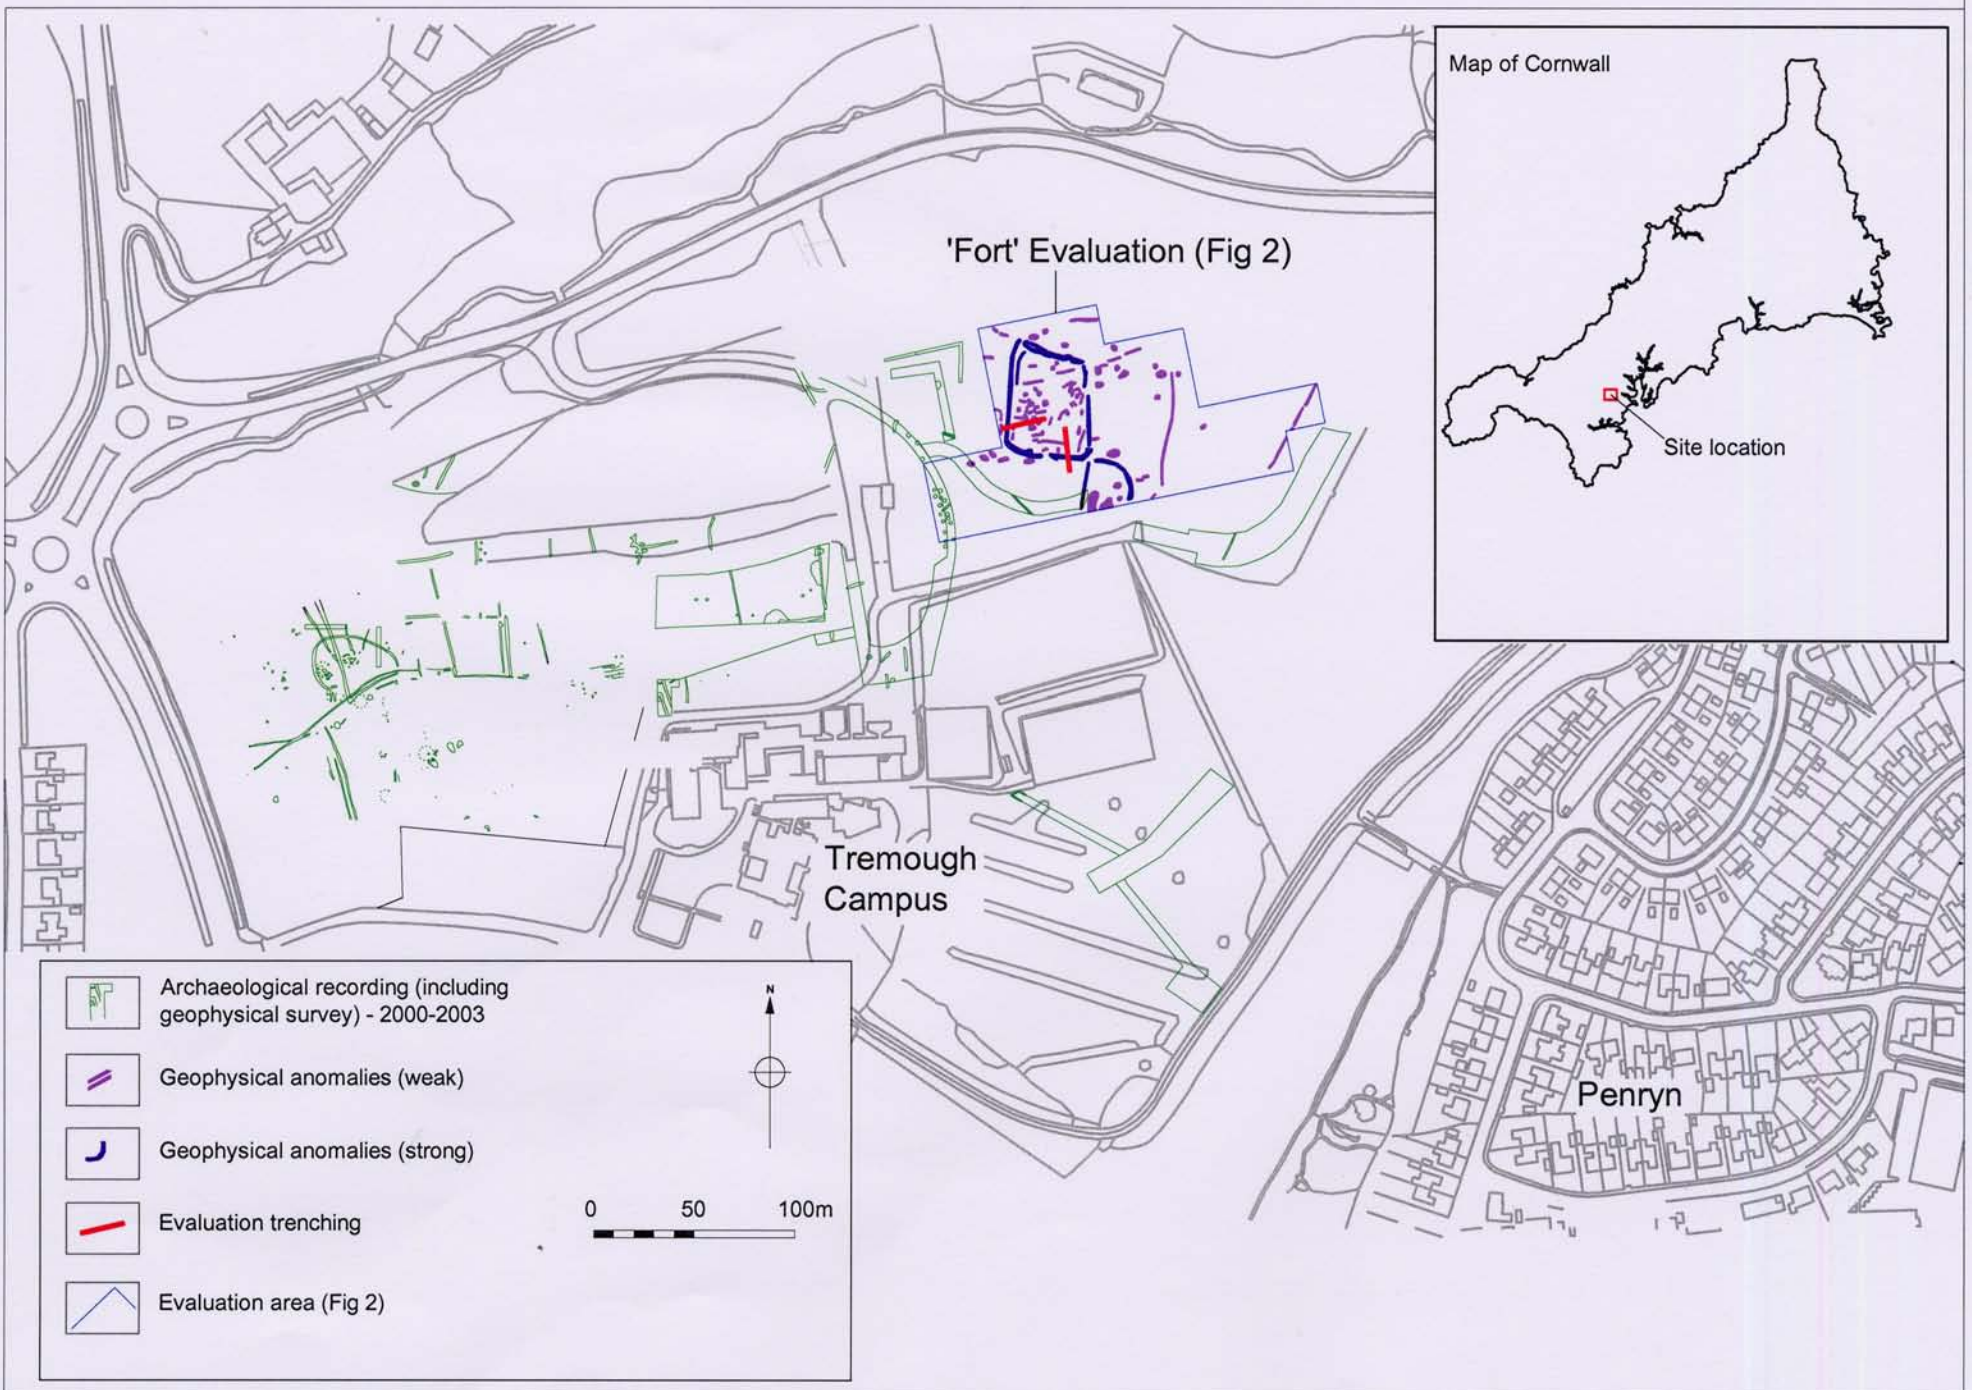 Map of Cornwall
Site location
'Fort' Evaluation (Fig 2)
Tremough
Campus
Penryn
Archaeological recording (including
geophysical survey) - 2000-2003
Geophysical anomalies (weak)
Geophysical anomalies (strong)
Evaluation trenching
Evaluation area (Fig 2)
N
0 50 100m